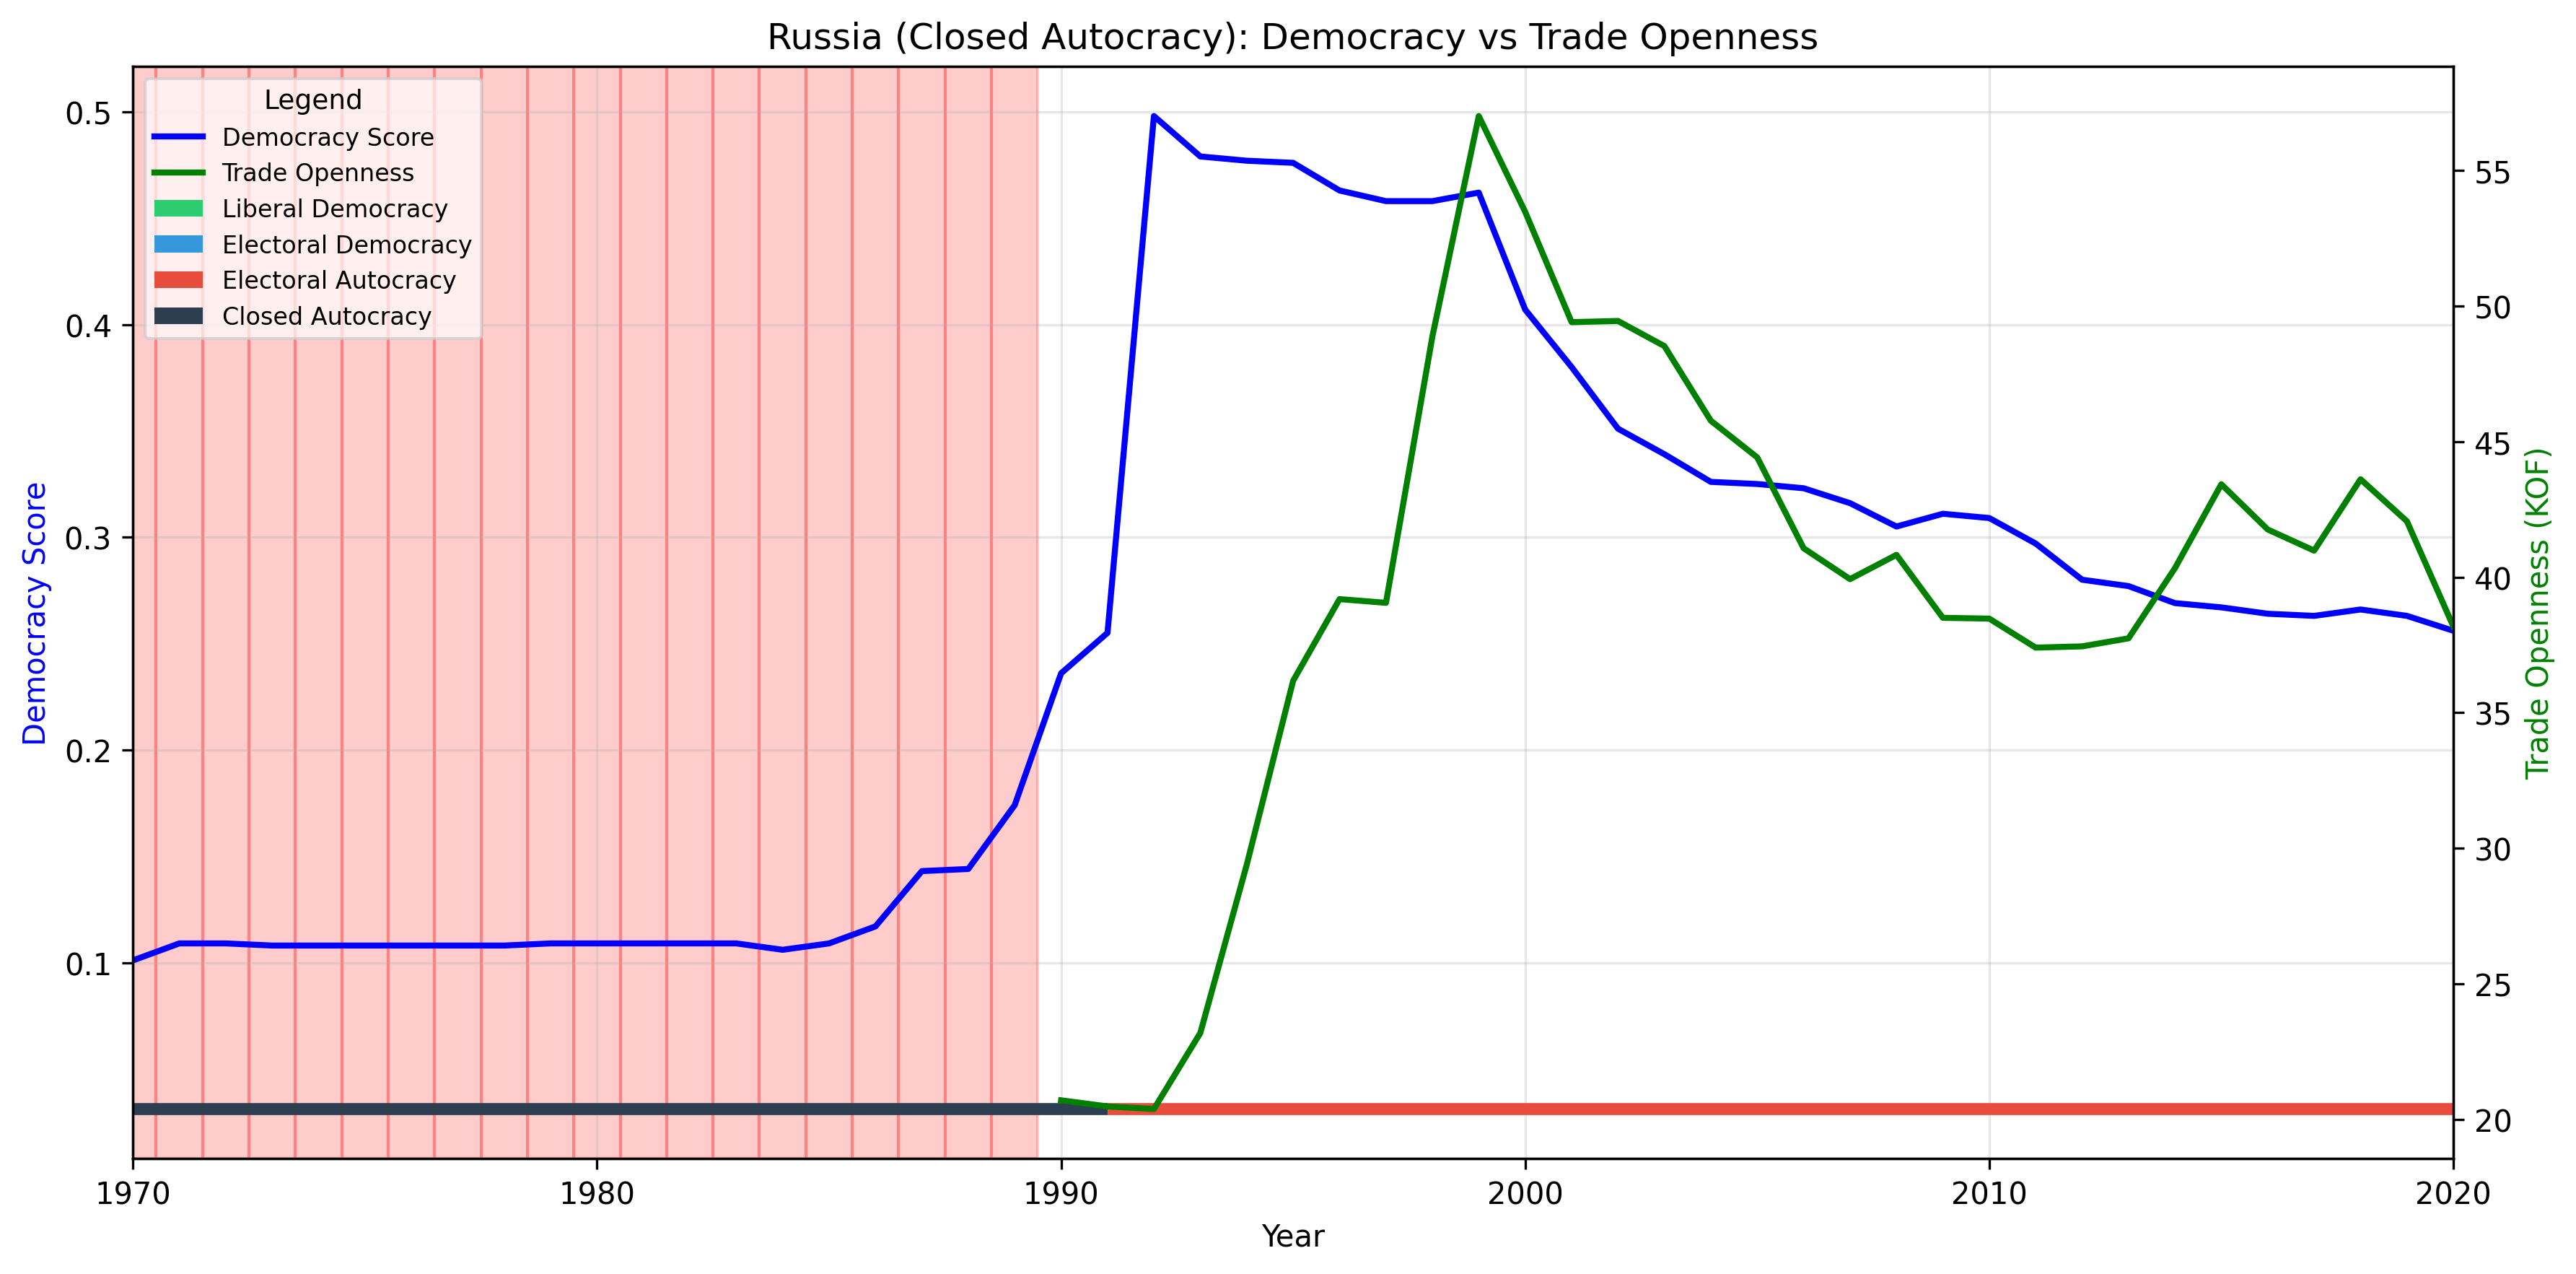 Russia (Closed Autocracy): Democracy vs Trade Openness
Legend
Democracy Score
Trade Openness
Liberal Democracy
Electoral Democracy
Electoral Autocracy
Closed Autocracy
0.5
0.4
0.3
0.2
0.1
Democracy Score
55
50
45
40
35
30
25
20
Trade Openness (KOF)
1970 1980 1990 2000 2010 2020
Year